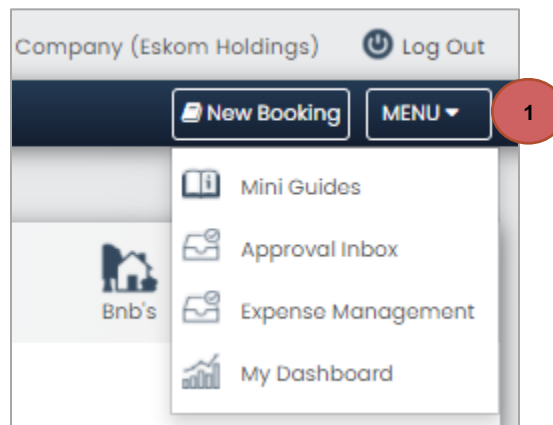 Company (Eskom Holdings) Log Out
New Booking MENU 1
Mini Guides
Approval Inbox
Bnb's
Expense Management
My Dashboard